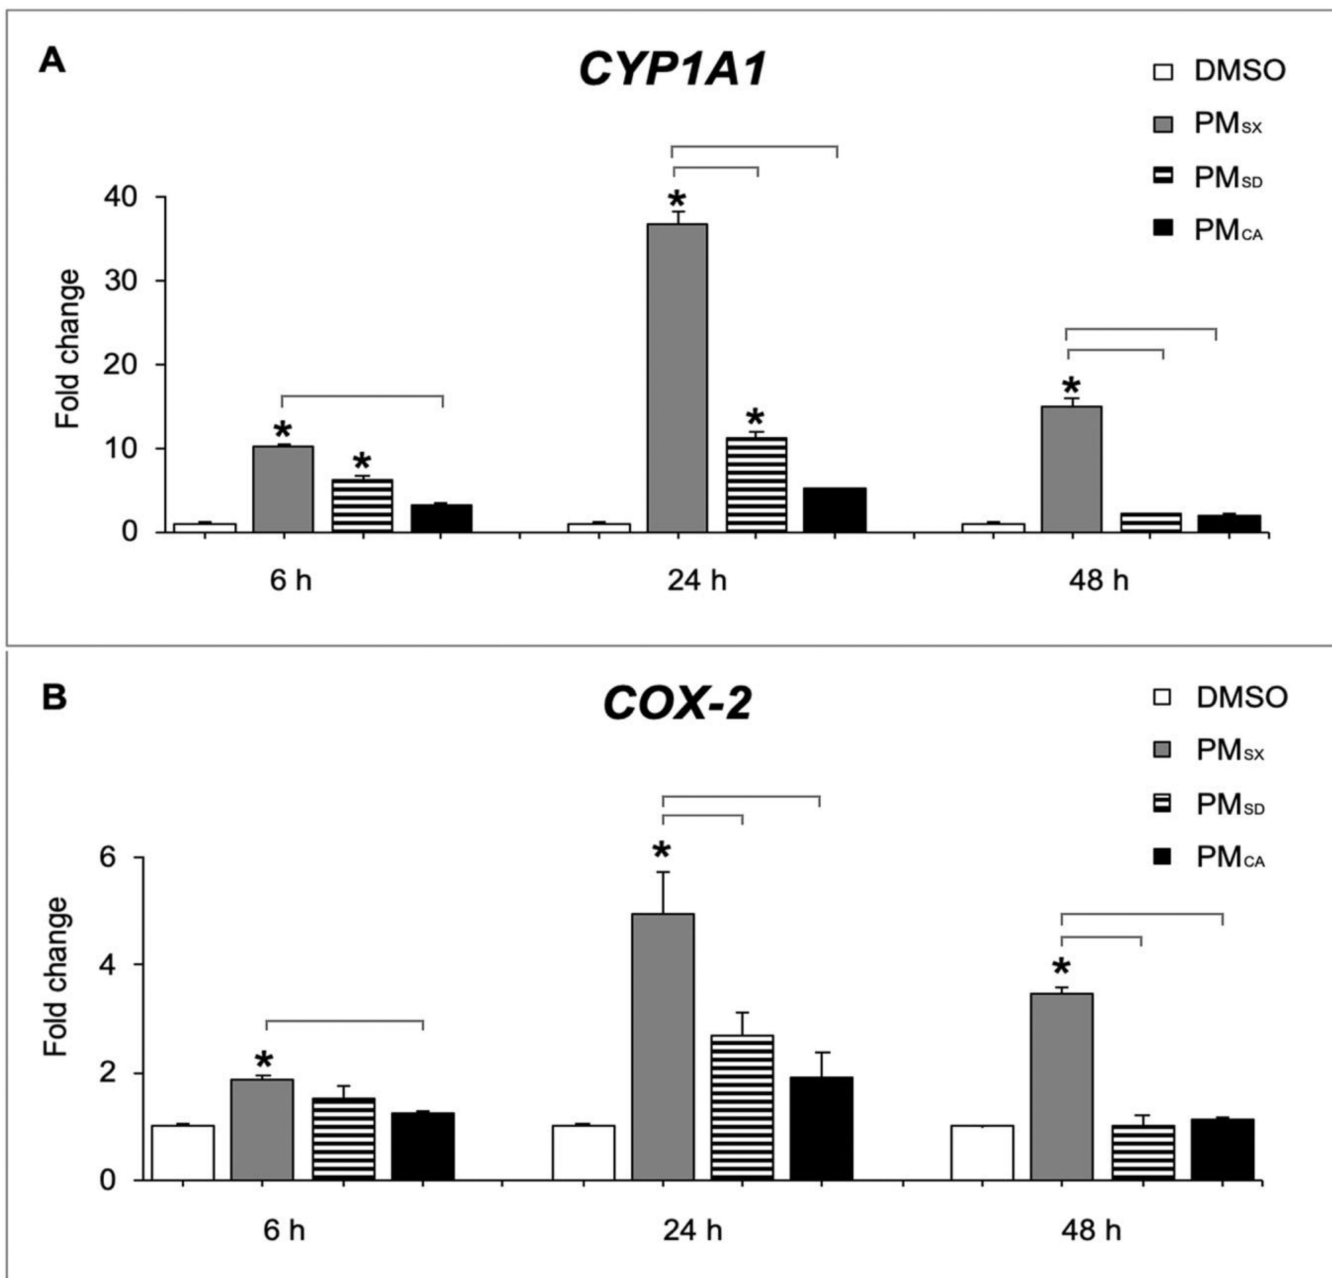 A
CYP1A1
DMSO
PMSX
PMSD
PMCA
Fold change
40
30
20
10
0
*
*
*
*
*
6 h
24 h
48 h
B
COX-2
DMSO
PMSX
PMSD
PMCA
Fold change
6
4
2
0
*
*
*
6 h
24 h
48 h